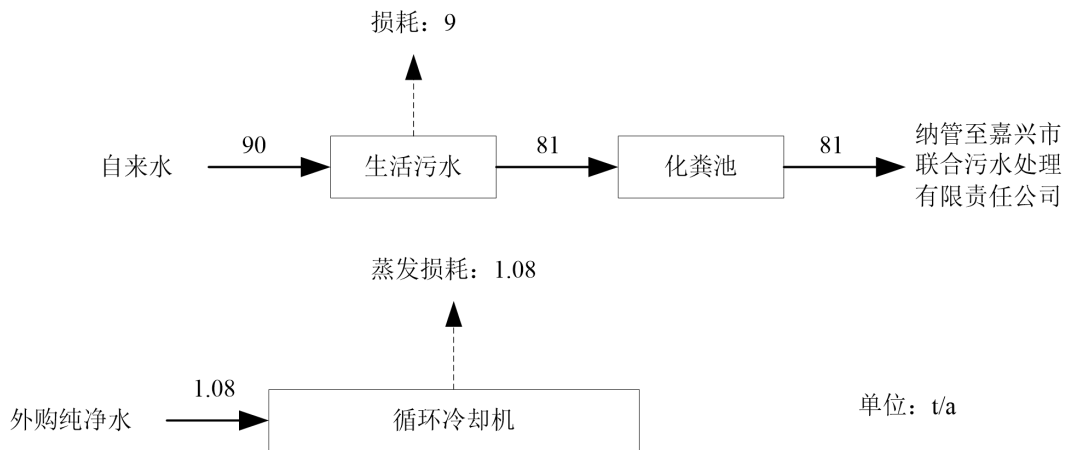 损耗：9
90
81
81
自来水
生活污水
化粪池
纳管至嘉兴市
联合污水处理
有限责任公司
蒸发损耗：1.08
1.08
外购纯净水
循环冷却机
单位：t/a